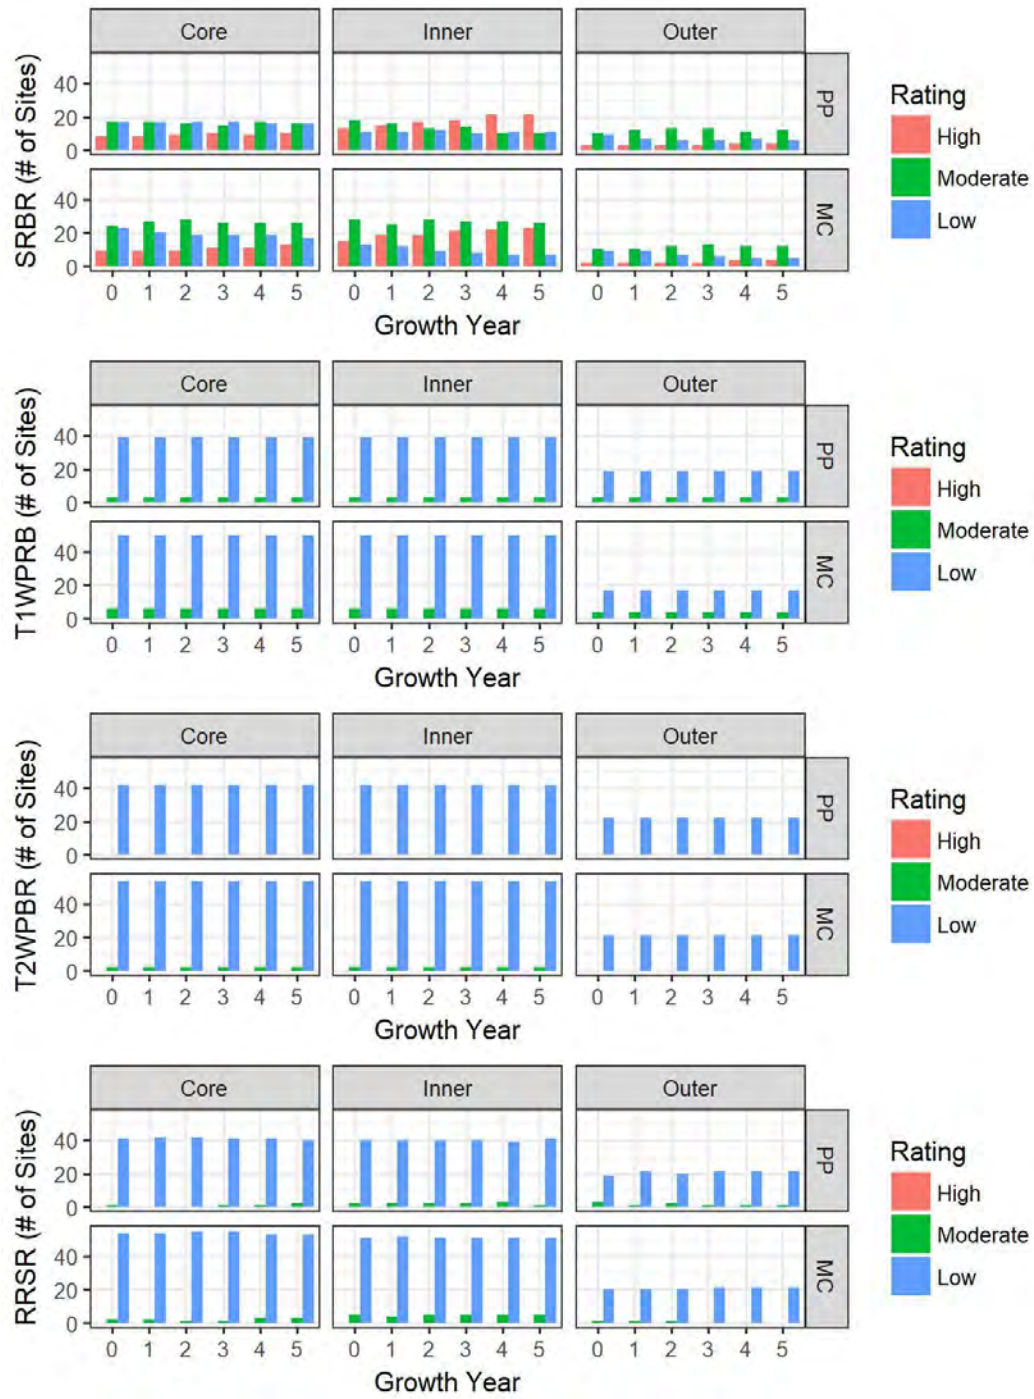 Core Inner Outer
SRBR (# of Sites)
40
20
0
PP
40
20
0
MC
0 1 2 3 4 5 0 1 2 3 4 5 0 1 2 3 4 5
Growth Year
Rating
High
Moderate
Low
Core Inner Outer
T1WPRB (# of Sites)
40
20
0
PP
40
20
0
MC
0 1 2 3 4 5 0 1 2 3 4 5 0 1 2 3 4 5
Growth Year
Rating
High
Moderate
Low
Core Inner Outer
T2WPBR (# of Sites)
40
20
0
PP
40
20
0
MC
0 1 2 3 4 5 0 1 2 3 4 5 0 1 2 3 4 5
Growth Year
Rating
High
Moderate
Low
Core Inner Outer
RRSR (# of Sites)
40
20
0
PP
40
20
0
MC
0 1 2 3 4 5 0 1 2 3 4 5 0 1 2 3 4 5
Growth Year
Rating
High
Moderate
Low